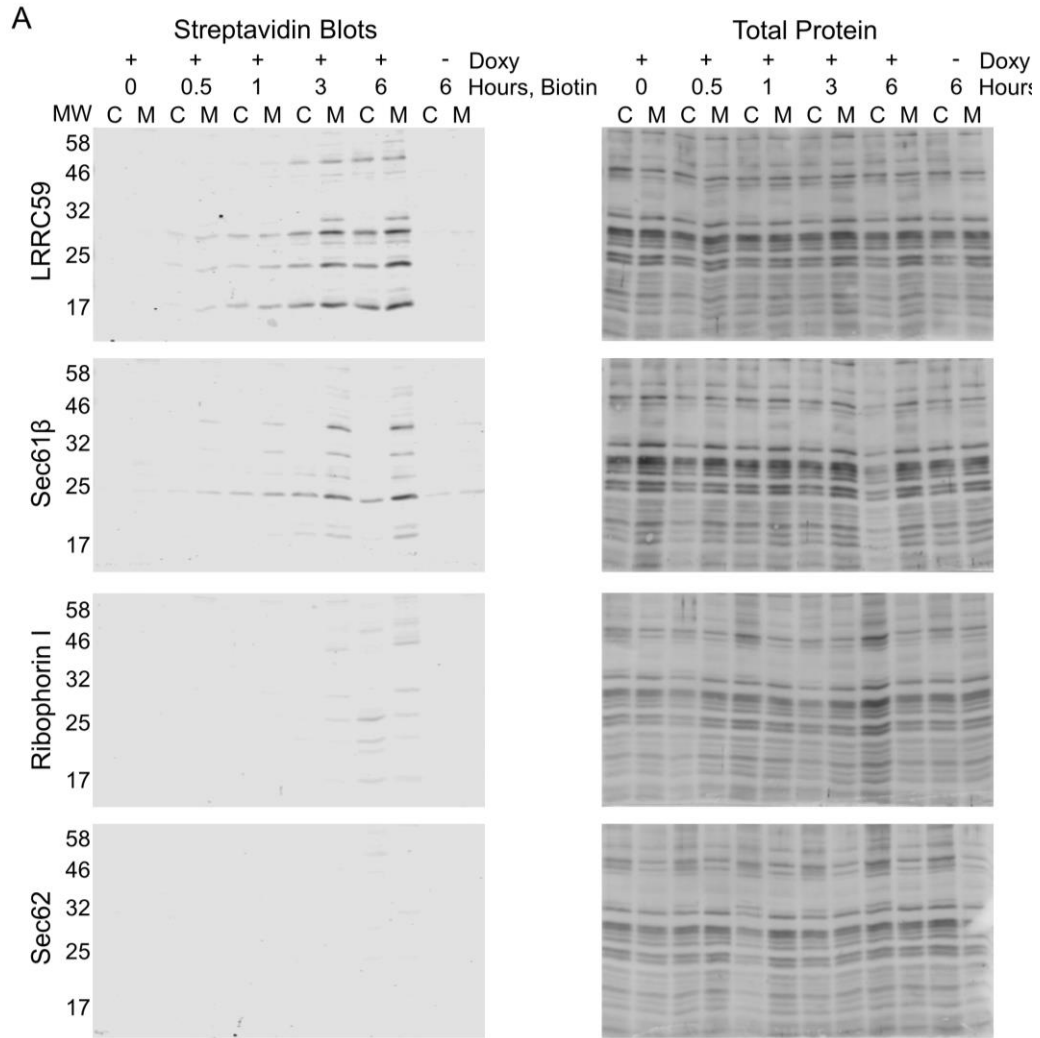 A
Streptavidin Blots
Total Protein
+ + + + + - Doxy
+ + + + + - Doxy
0 0.5 1 3 6 6 Hours, Biotin
0 0.5 1 3 6 6 Hours
MW C M C M C M C M C M C M
C M C M C M C M C M C M
LRRC59
58
46
32
25
17
Sec61β
58
46
32
25
17
Ribophorin I
58
46
32
25
17
Sec62
58
46
32
25
17